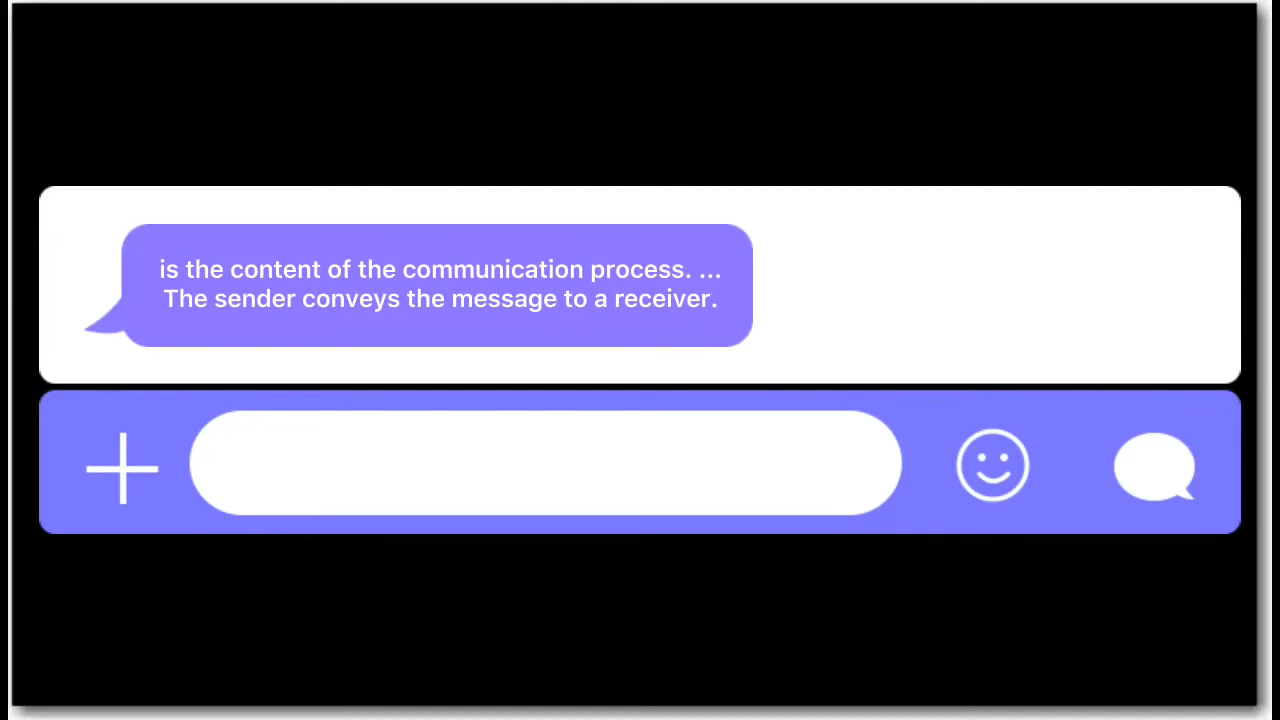 is the content of the communication process. ...
The sender conveys the message to a receiver.